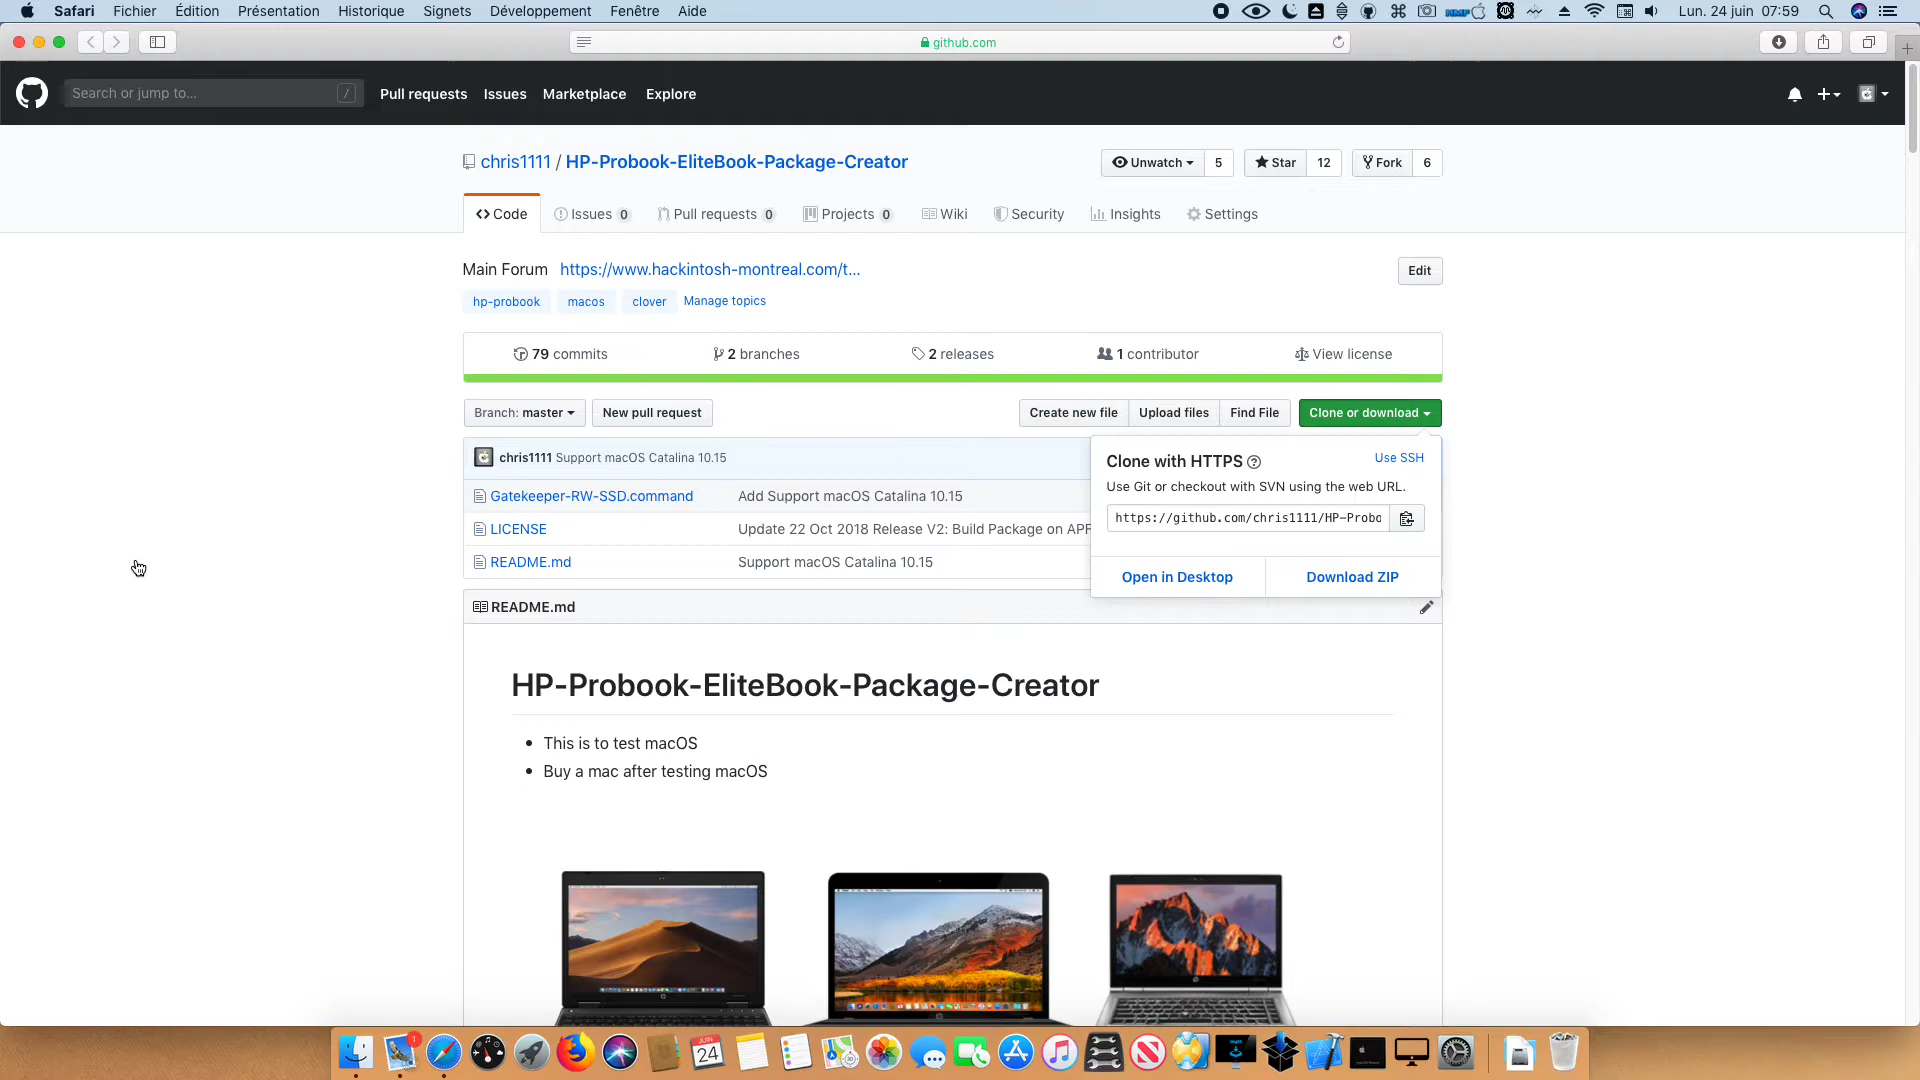 Safari Fichier Édition Présentation Historique Signets Développement Fenêtre Aide Lun. 24 juin 07:59
github.com
Search or jump to... / Pull requests Issues Marketplace Explore
chris1111 / HP-Probook-EliteBook-Package-Creator Unwatch 5 Star 12 Fork 6
Code Issues 0 Pull requests 0 Projects 0 Wiki Security Insights Settings
Main Forum https://www.hackintosh-montreal.com/t... Edit
hp-probook macos clover Manage topics
79 commits 2 branches 2 releases 1 contributor View license
Branch: master New pull request Create new file Upload files Find File Clone or download
chris1111 Support macOS Catalina 10.15
Clone with HTTPS Use SSH
Use Git or checkout with SVN using the web URL.
Gatekeeper-RW-SSD.command Add Support macOS Catalina 10.15
https://github.com/chris1111/HP-Probo
LICENSE Update 22 Oct 2018 Release V2: Build Package on APF
README.md Support macOS Catalina 10.15
Open in Desktop Download ZIP
README.md
HP-Probook-EliteBook-Package-Creator
This is to test macOS
Buy a mac after testing macOS
1
JUIN
24